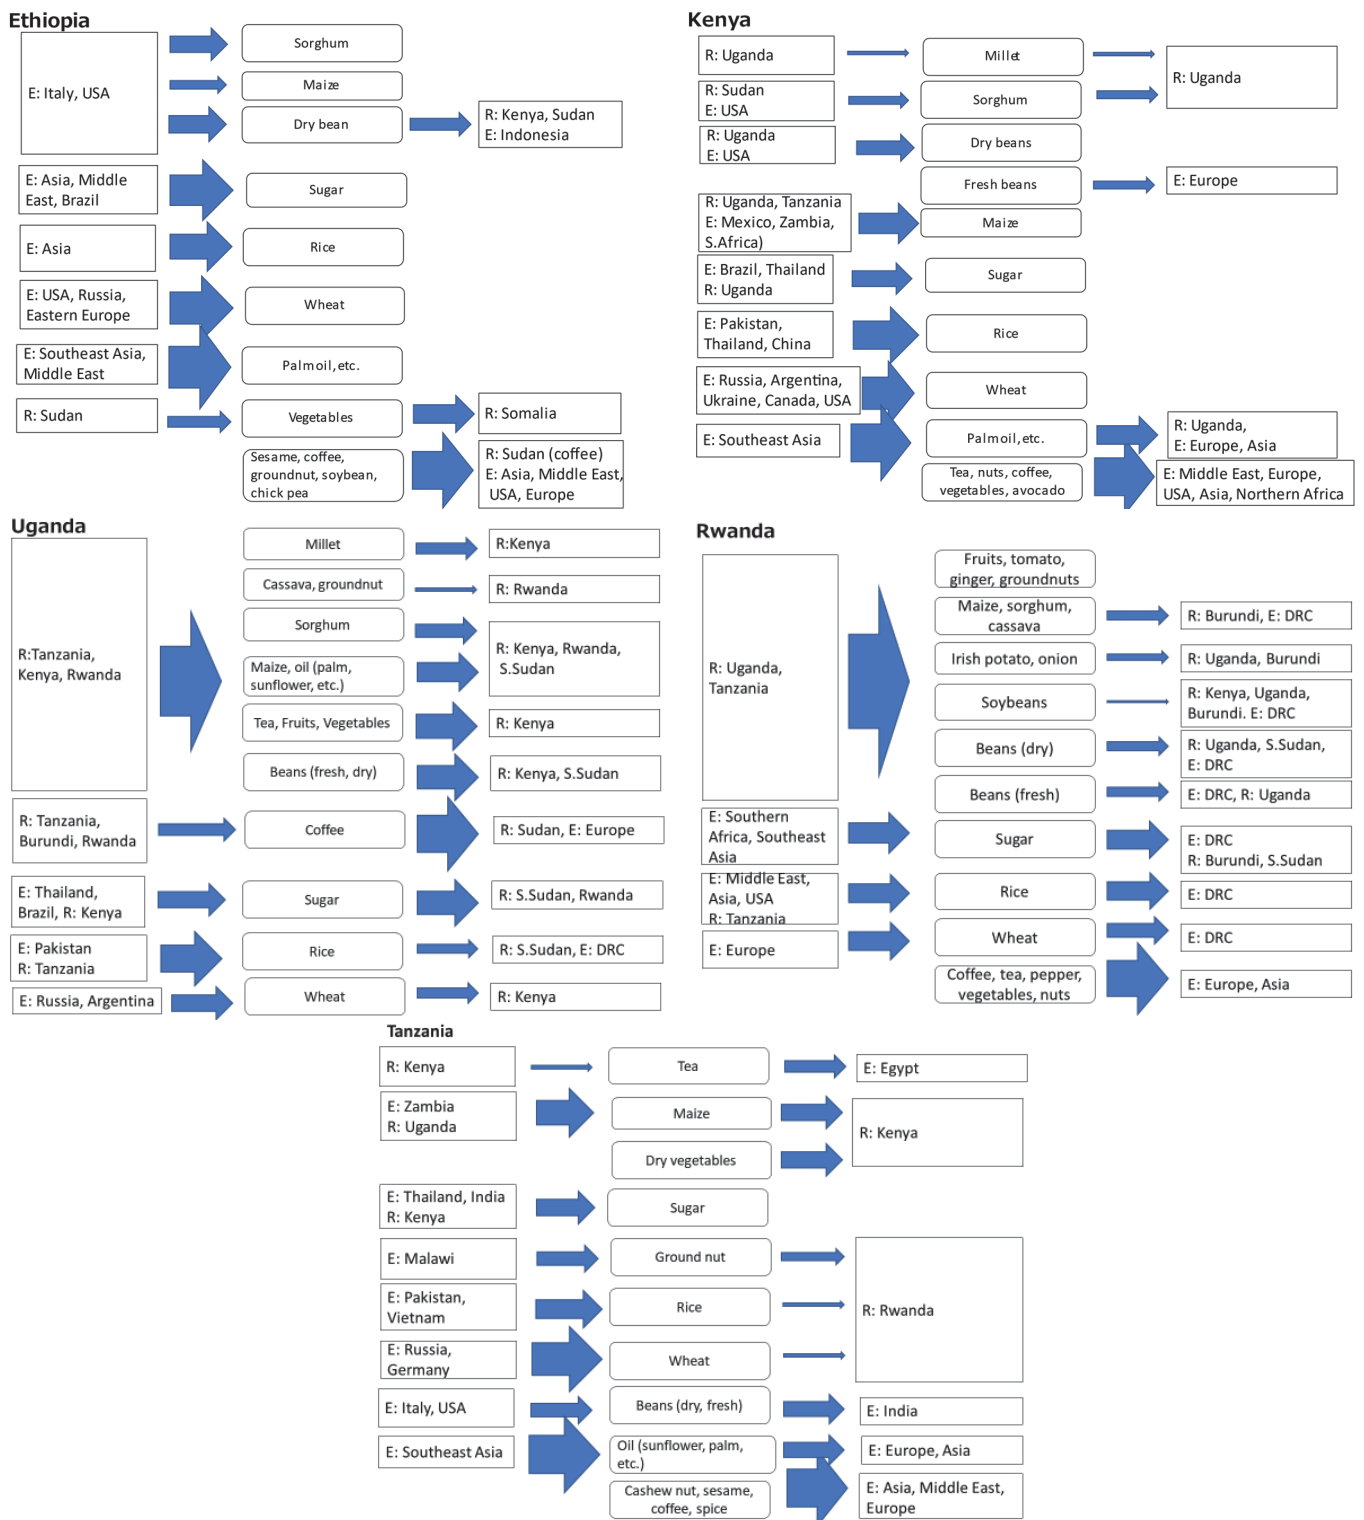 Ethiopia
E: Italy, USA
Sorghum
Maize
Dry bean
R: Kenya, Sudan
E: Indonesia
E: Asia, Middle
East, Brazil
Sugar
E: Asia
Rice
E: USA, Russia,
Eastern Europe
Wheat
E: Southeast Asia,
Middle East
Palmoil, etc.
R: Sudan
Vegetables
R: Somalia
Sesame, coffee,
groundnut, soybean,
chick pea
R: Sudan (coffee)
E: Asia, Middle East,
USA, Europe
Kenya
R: Uganda
Millet
R: Uganda
R: Sudan
E: USA
Sorghum
R: Uganda
E: USA
Dry beans
Fresh beans
E: Europe
R: Uganda, Tanzania
E: Mexico, Zambia,
S.Africa)
Maize
E: Brazil, Thailand
R: Uganda
Sugar
E: Pakistan,
Thailand, China
Rice
E: Russia, Argentina,
Ukraine, Canada, USA
Wheat
E: Southeast Asia
Palmoil, etc.
R: Uganda,
E: Europe, Asia
Tea, nuts, coffee,
vegetables, avocado
E: Middle East, Europe,
USA, Asia, Northern Africa
Uganda
R:Tanzania,
Kenya, Rwanda
Millet
R:Kenya
Cassava, groundnut
R: Rwanda
Sorghum
R: Kenya, Rwanda,
S.Sudan
Maize, oil (palm,
sunflower, etc.)
Tea, Fruits, Vegetables
R: Kenya
Beans (fresh, dry)
R: Kenya, S.Sudan
R: Tanzania,
Burundi, Rwanda
Coffee
R: Sudan, E: Europe
E: Thailand,
Brazil, R: Kenya
Sugar
R: S.Sudan, Rwanda
E: Pakistan
R: Tanzania
Rice
R: S.Sudan, E: DRC
E: Russia, Argentina
Wheat
R: Kenya
Rwanda
R: Uganda,
Tanzania
Fruits, tomato,
ginger, groundnuts
Maize, sorghum,
cassava
R: Burundi, E: DRC
Irish potato, onion
R: Uganda, Burundi
Soybeans
R: Kenya, Uganda,
Burundi. E: DRC
Beans (dry)
R: Uganda, S.Sudan,
E: DRC
Beans (fresh)
E: DRC, R: Uganda
E: Southern
Africa, Southeast
Asia
Sugar
E: DRC
R: Burundi, S.Sudan
E: Middle East,
Asia, USA
R: Tanzania
Rice
E: DRC
E: Europe
Wheat
E: DRC
Coffee, tea, pepper,
vegetables, nuts
E: Europe, Asia
Tanzania
R: Kenya
Tea
E: Egypt
E: Zambia
R: Uganda
Maize
R: Kenya
Dry vegetables
E: Thailand, India
R: Kenya
Sugar
E: Malawi
Ground nut
R: Rwanda
E: Pakistan,
Vietnam
Rice
E: Russia,
Germany
Wheat
E: Italy, USA
Beans (dry, fresh)
E: India
E: Southeast Asia
Oil (sunflower, palm,
etc.)
E: Europe, Asia
Cashew nut, sesame,
coffee, spice
E: Asia, Middle East,
Europe